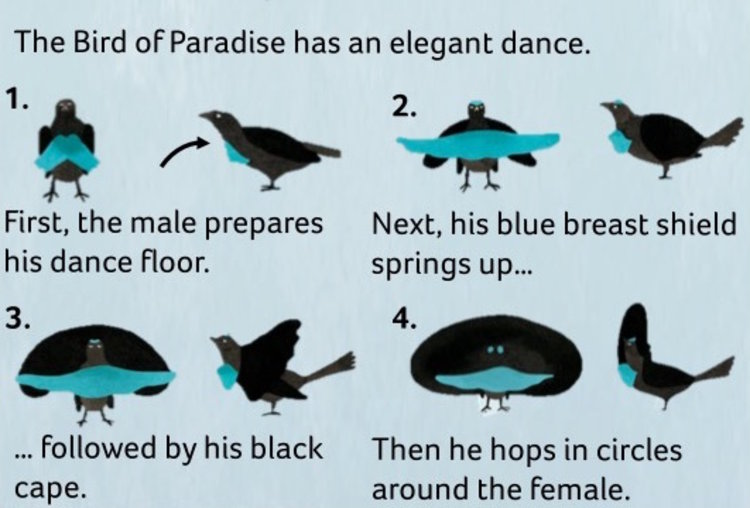 The Bird of Paradise has an elegant dance.
1.
First, the male prepares
his dance floor.
2.
Next, his blue breast shield
springs up...
3.
... followed by his black
cape.
4.
Then he hops in circles
around the female.